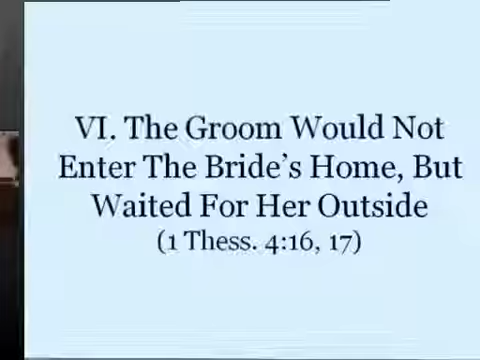 VI. The Groom Would Not
Enter The Bride's Home, But
Waited For Her Outside
(1 Thess. 4:16, 17)